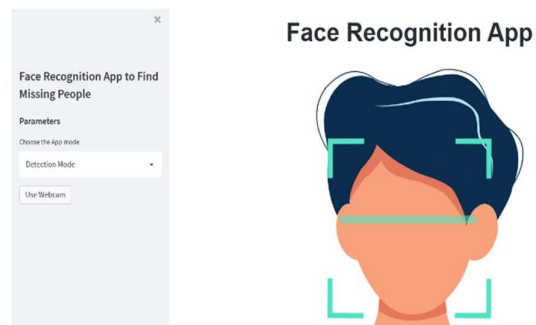 ×
Face Recognition App to Find
Missing People
Parameters
Choose the App mode
Detection Mode
Use Webcam
Face Recognition App